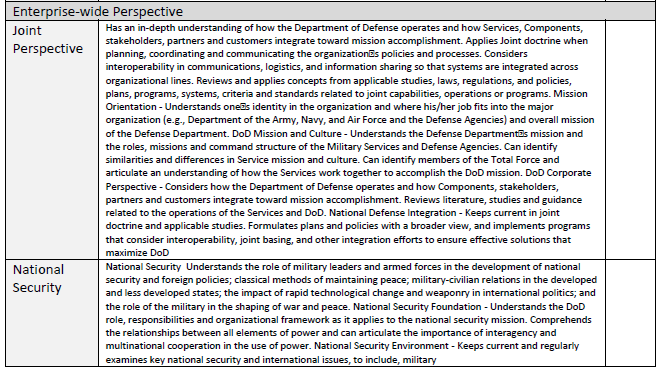 Enterprise-wide Perspective
Joint
Perspective
Has an in-depth understanding of how the Department of Defense operates and how Services, Components,
stakeholders, partners and customers integrate toward mission accomplishment. Applies Joint doctrine when
planning, coordinating and communicating the organization⍰s policies and processes. Considers
interoperability in communications, logistics, and information sharing so that systems are integrated across
organizational lines. Reviews and applies concepts from applicable studies, laws, regulations, and policies,
plans, programs, systems, criteria and standards related to joint capabilities, operations or programs. Mission
Orientation - Understands one⍰s identity in the organization and where his/her job fits into the major
organization (e.g., Department of the Army, Navy, and Air Force and the Defense Agencies) and overall mission
of the Defense Department. DoD Mission and Culture - Understands the Defense Department⍰s mission and
the roles, missions and command structure of the Military Services and Defense Agencies. Can identify
similarities and differences in Service mission and culture. Can identify members of the Total Force and
articulate an understanding of how the Services work together to accomplish the DoD mission. DoD Corporate
Perspective - Considers how the Department of Defense operates and how Components, stakeholders,
partners and customers integrate toward mission accomplishment. Reviews literature, studies and guidance
related to the operations of the Services and DoD. National Defense Integration - Keeps current in joint
doctrine and applicable studies. Formulates plans and policies with a broader view, and implements programs
that consider interoperability, joint basing, and other integration efforts to ensure effective solutions that
maximize DoD
National
Security
National Security Understands the role of military leaders and armed forces in the development of national
security and foreign policies; classical methods of maintaining peace; military-civilian relations in the developed
and less developed states; the impact of rapid technological change and weaponry in international politics; and
the role of the military in the shaping of war and peace. National Security Foundation - Understands the DoD
role, responsibilities and organizational framework as it applies to the national security mission. Comprehends
the relationships between all elements of power and can articulate the importance of interagency and
multinational cooperation in the use of power. National Security Environment - Keeps current and regularly
examines key national security and international issues, to include, military